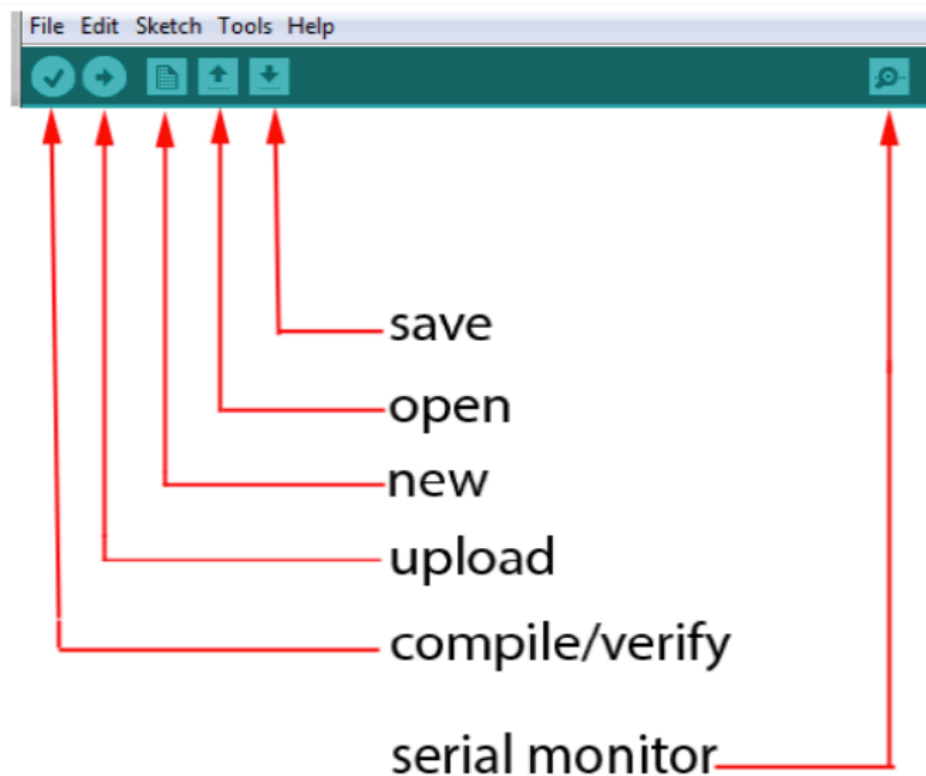 File Edit Sketch Tools Help
save
open
new
upload
compile/verify
serial monitor